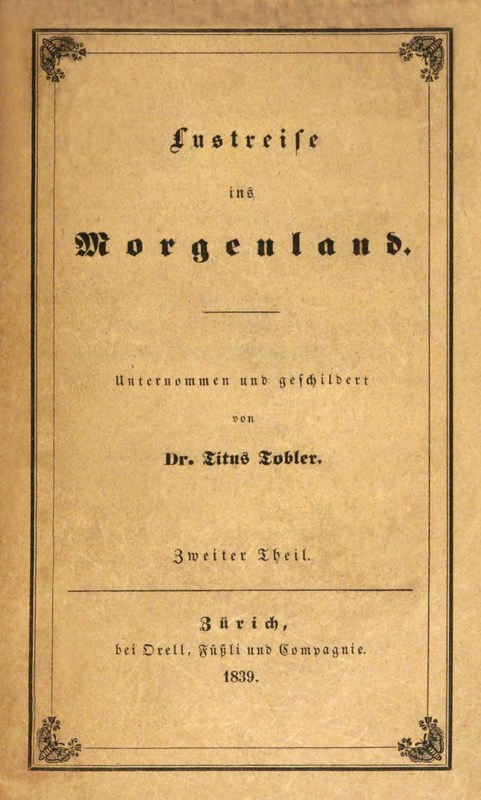 Lustreise
ins
Morgenland.
Unternommen und geschildert
von
Dr. Titus Tobler.
Zweiter Theil.
Zürich,
bei Orell, Füßli und Compagnie.
1839.